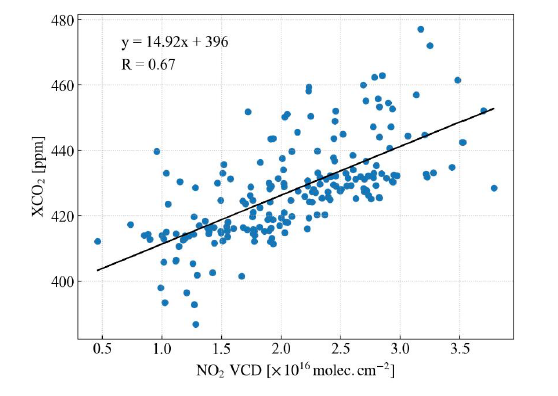 480
460
440
420
400
XCO₂ [ppm]
y = 14.92x + 396
R = 0.67
0.5 1.0 1.5 2.0 2.5 3.0 3.5
NO₂ VCD [×10¹⁶ molec. cm⁻²]